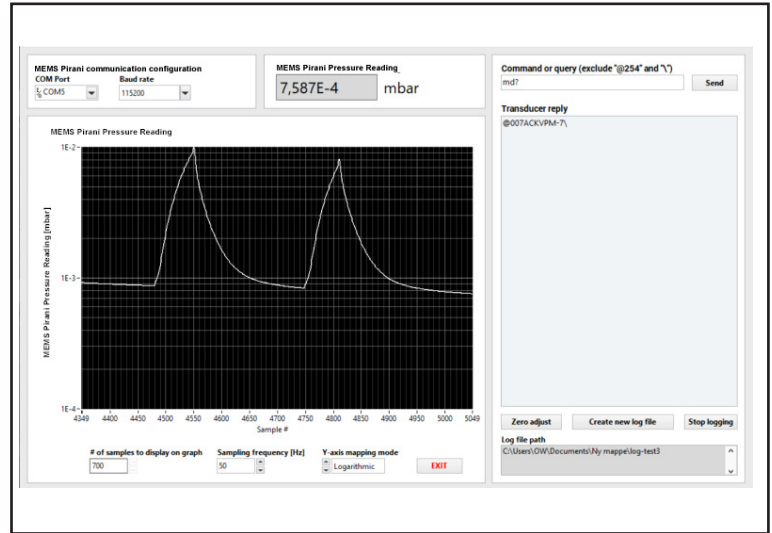 MEMS Pirani communication configuration
COM Port
Baud rate
COM5
115200
MEMS Pirani Pressure Reading
7,587E-4
mbar
Command or query (exclude "@254" and "\")
md?
Send
Transducer reply
@007ACKVPM-7\
MEMS Pirani Pressure Reading
MEMS Pirani Pressure Reading [mbar]
1E-2
1E-3
1E-4
4349 4400 4450 4500 4550 4600 4650 4700 4750 4800 4850 4900 4950 5000 5049
Sample #
# of samples to display on graph
700
Sampling frequency [Hz]
50
Y-axis mapping mode
Logarithmic
EXIT
Zero adjust
Create new log file
Stop logging
Log file path
C:\Users\OW\Documents\Ny mappe\log-test3